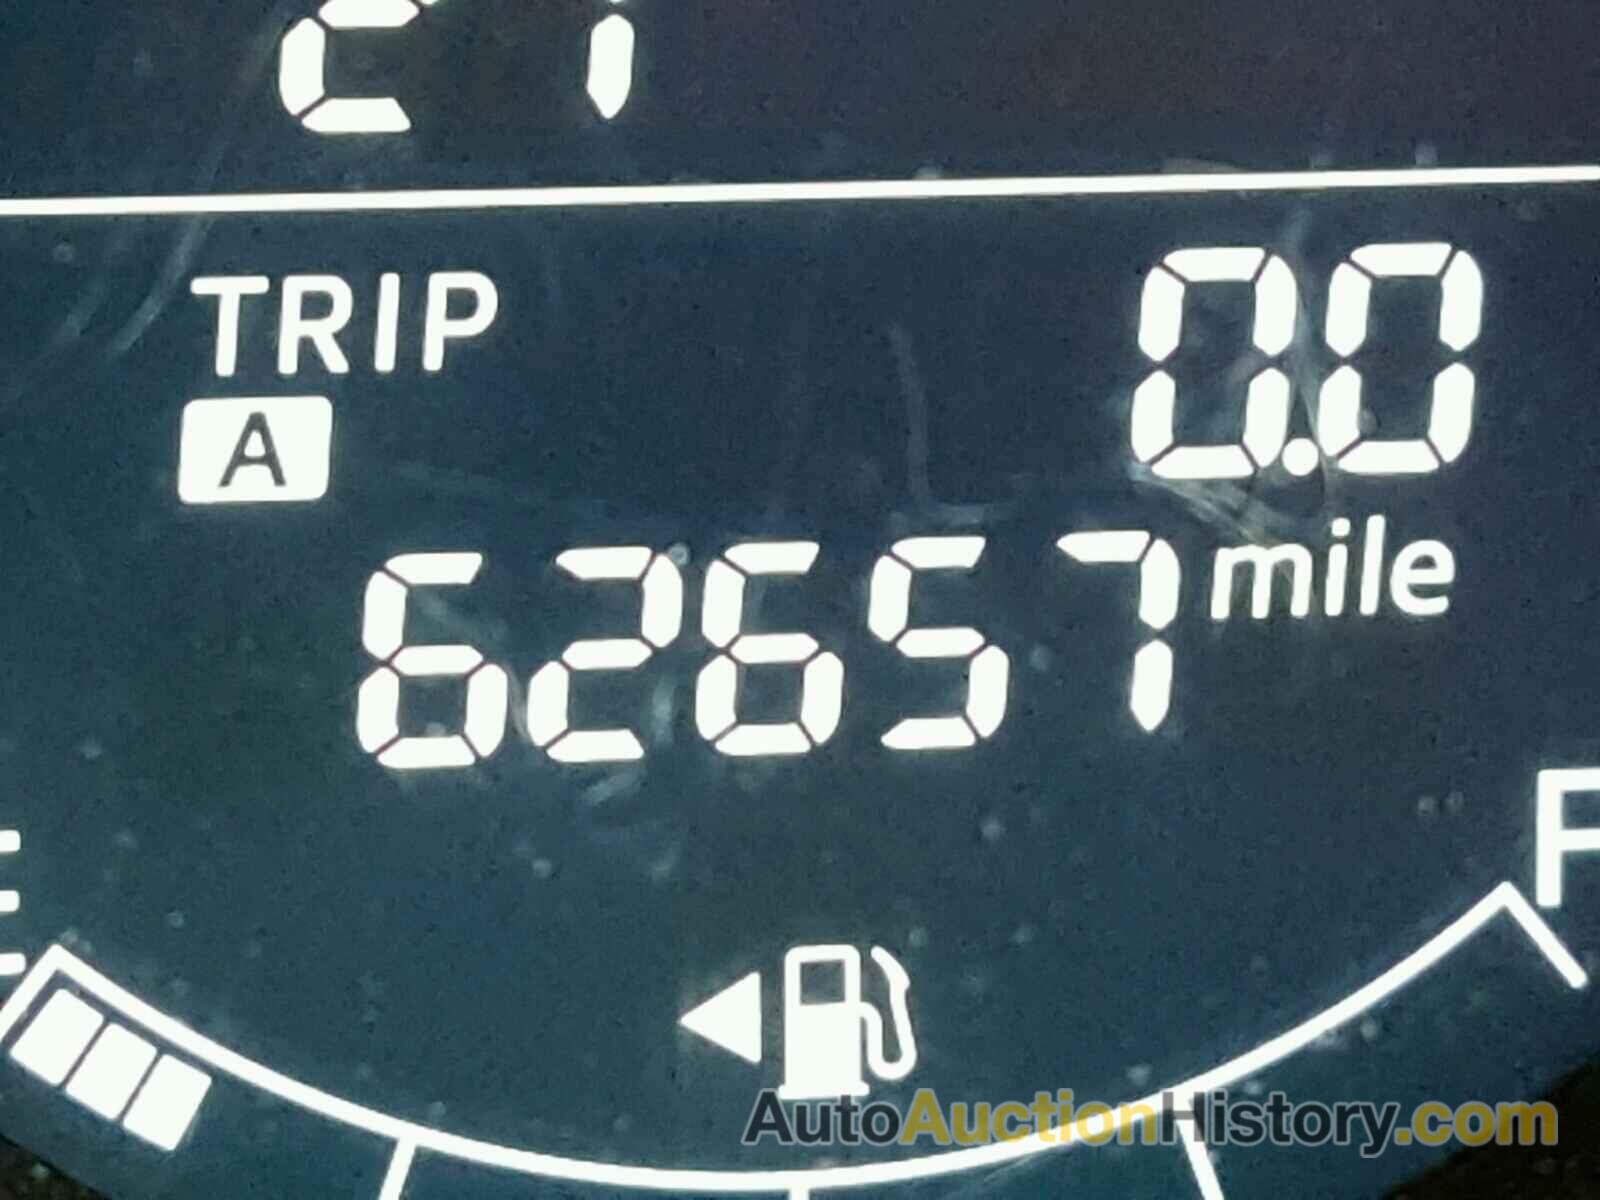 TRIP 0.0
A
62657 mile
E F
AutoAuctionHistory.com